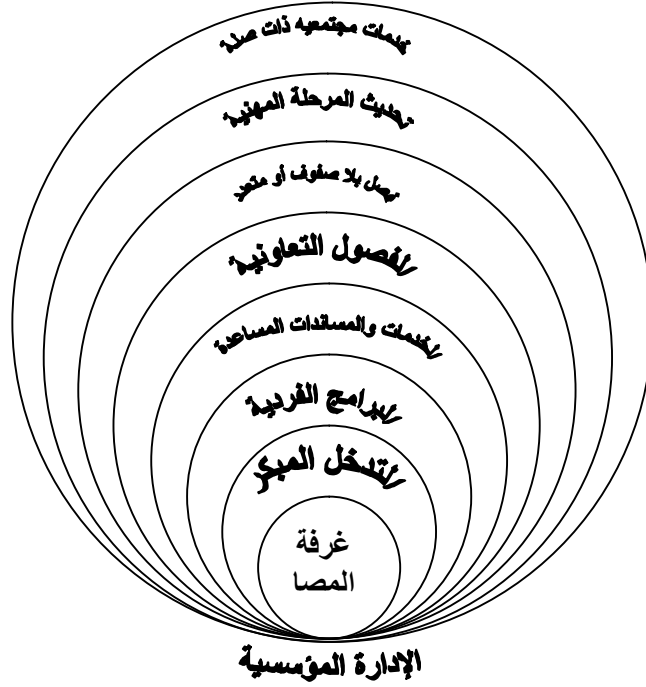 خدمات مجتمعيه ذات صلة
تحديث المرحلة المهنية
فصل بلا صفوف أو متعدد
الفصول التعاونية
الخدمات والمساندات المساعدة
البرامج الفردية
التدخل المبكر
غرفة
المصا
الإدارة المؤسسية